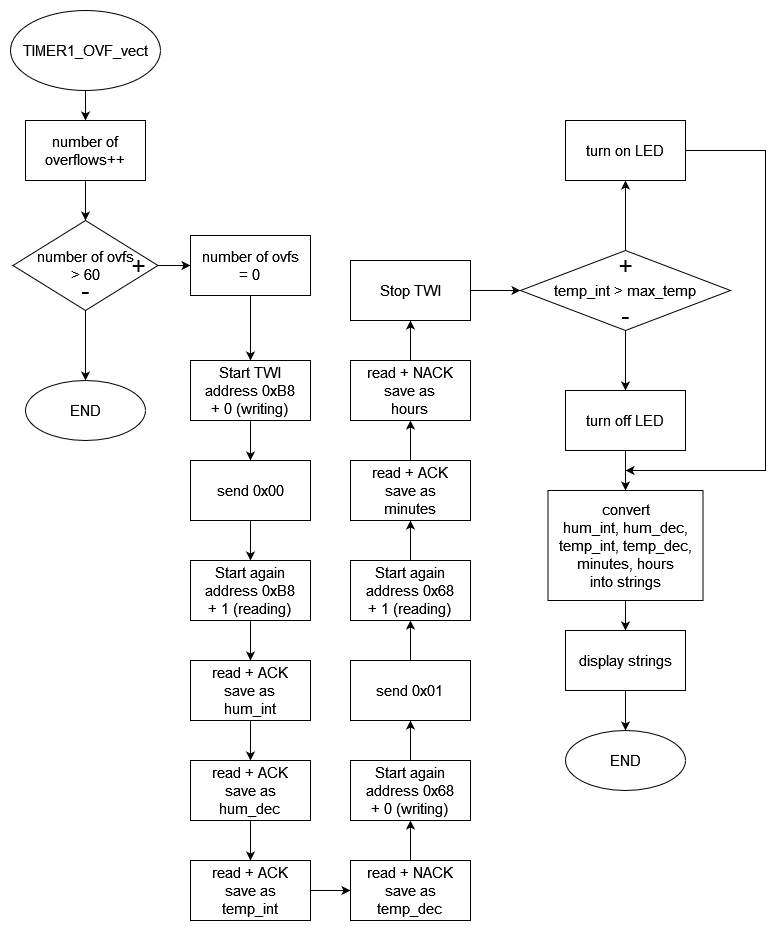 TIMER1_OVF_vect
number of
overflows++
number of ovfs
> 60
+
-
END
number of ovfs
= 0
Start TWI
address 0xB8
+ 0 (writing)
send 0x00
Start again
address 0xB8
+ 1 (reading)
read + ACK
save as
hum_int
read + ACK
save as
hum_dec
read + ACK
save as
temp_int
read + NACK
save as
temp_dec
Start again
address 0x68
+ 0 (writing)
send 0x01
Start again
address 0x68
+ 1 (reading)
read + ACK
save as
minutes
read + NACK
save as
hours
Stop TWI
temp_int > max_temp
+
-
turn on LED
turn off LED
convert
hum_int, hum_dec,
temp_int, temp_dec,
minutes, hours
into strings
display strings
END